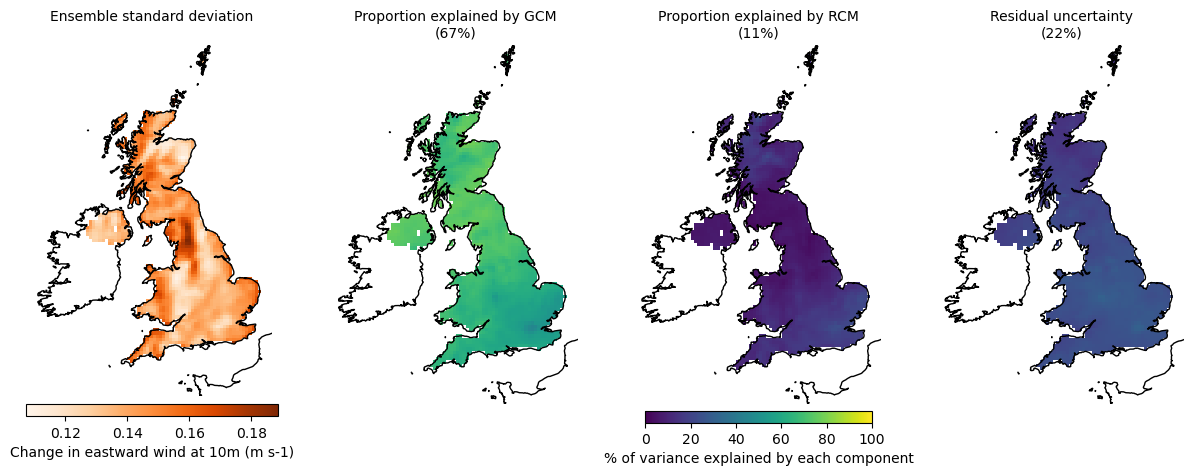 Ensemble standard deviation
Proportion explained by GCM
(67%)
Proportion explained by RCM
(11%)
Residual uncertainty
(22%)
0.12 0.14 0.16 0.18
Change in eastward wind at 10m (m s-1)
0 20 40 60 80 100
% of variance explained by each component